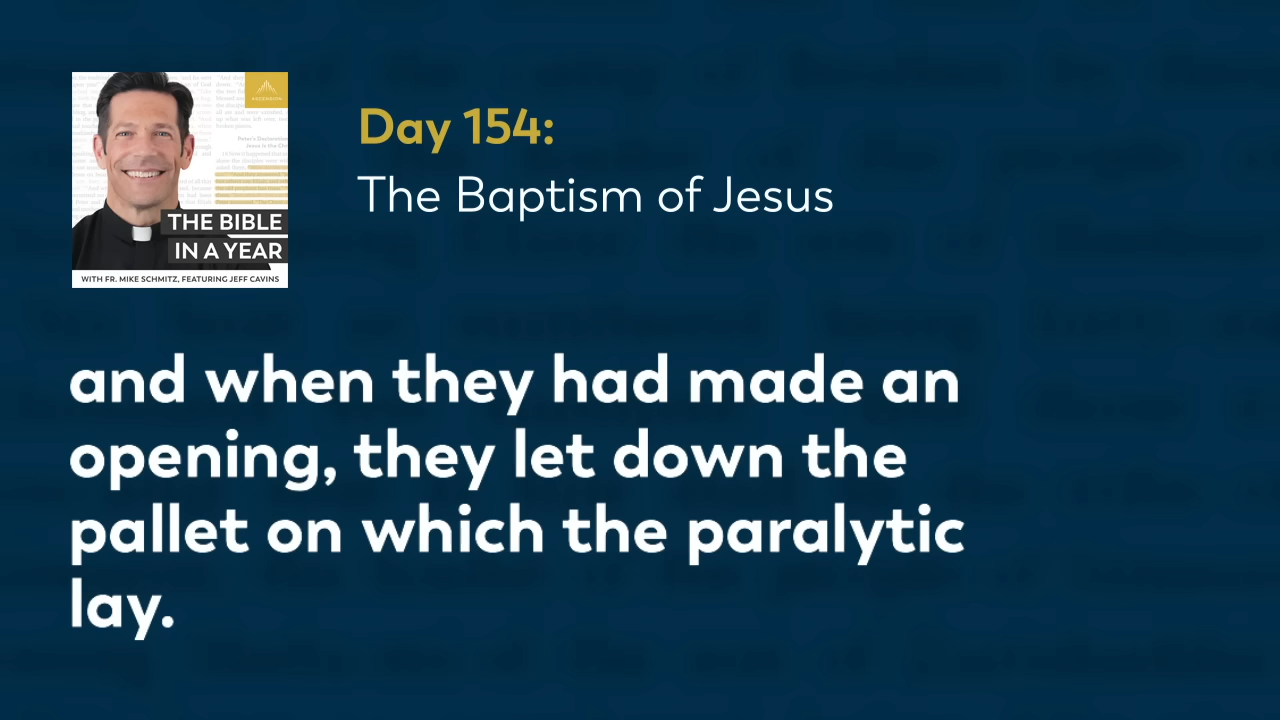 ASCENSION
THE BIBLE
IN A YEAR
WITH FR. MIKE SCHMITZ, FEATURING JEFF CAVINS
Day 154:
The Baptism of Jesus
and when they had made an
opening, they let down the
pallet on which the paralytic
lay.